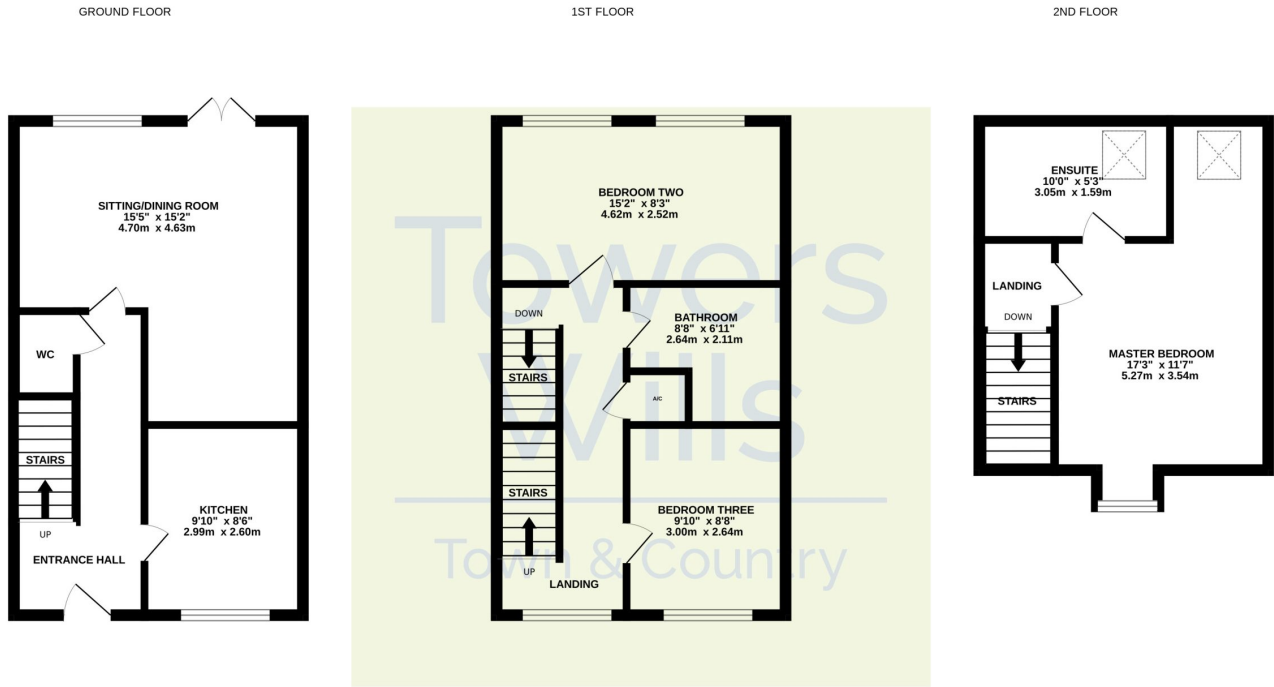 GROUND FLOOR
1ST FLOOR
2ND FLOOR
SITTING/DINING ROOM
15'5" x 15'2"
4.70m x 4.63m
WC
STAIRS
UP
ENTRANCE HALL
KITCHEN
9'10" x 8'6"
2.99m x 2.60m
BEDROOM TWO
15'2" x 8'3"
4.62m x 2.52m
DOWN
STAIRS
BATHROOM
8'8" x 6'11"
2.64m x 2.11m
A/C
STAIRS
UP
LANDING
BEDROOM THREE
9'10" x 8'8"
3.00m x 2.64m
Towers
Wills
Town & Country
ENSUITE
10'0" x 5'3"
3.05m x 1.59m
LANDING
DOWN
STAIRS
MASTER BEDROOM
17'3" x 11'7"
5.27m x 3.54m